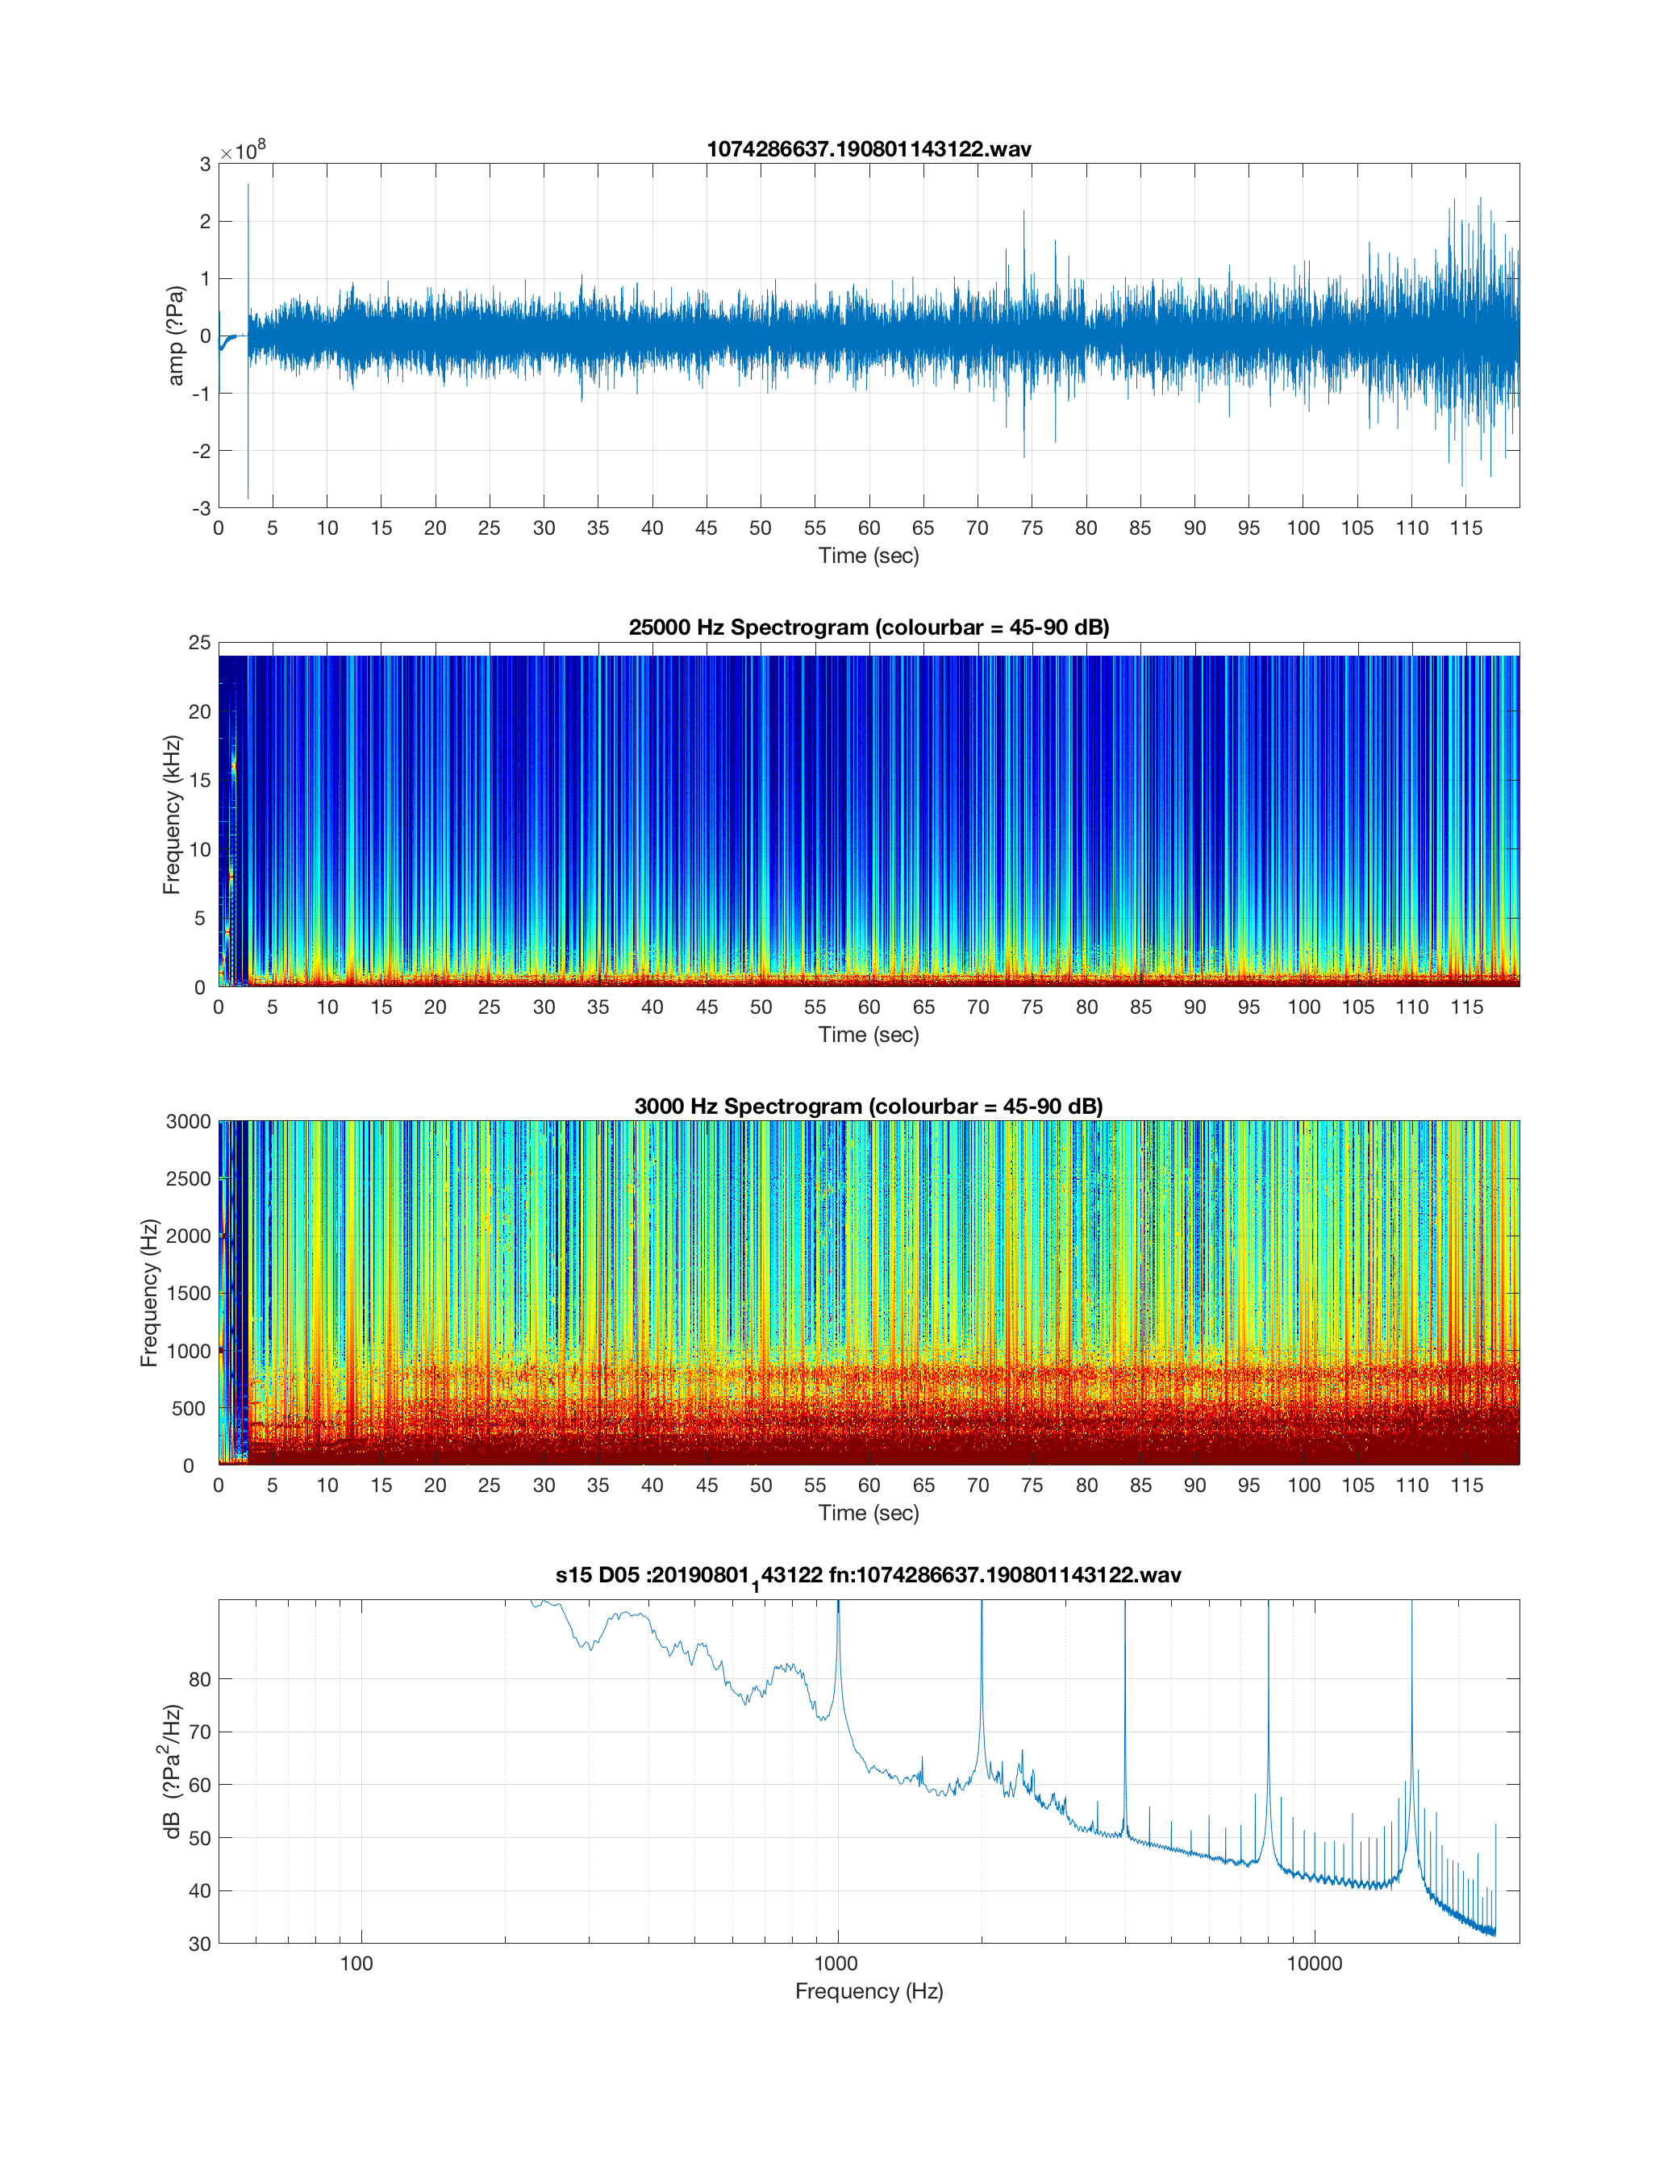 1074286637.190801143122.wav
×10^8
3
2
1
0
-1
-2
-3
amp (?Pa)
0 5 10 15 20 25 30 35 40 45 50 55 60 65 70 75 80 85 90 95 100 105 110 115
Time (sec)
25000 Hz Spectrogram (colourbar = 45-90 dB)
25
20
15
10
5
0
Frequency (kHz)
0 5 10 15 20 25 30 35 40 45 50 55 60 65 70 75 80 85 90 95 100 105 110 115
Time (sec)
3000 Hz Spectrogram (colourbar = 45-90 dB)
3000
2500
2000
1500
1000
500
0
Frequency (Hz)
0 5 10 15 20 25 30 35 40 45 50 55 60 65 70 75 80 85 90 95 100 105 110 115
Time (sec)
s15 D05 :20190801_143122 fn:1074286637.190801143122.wav
80
70
60
50
40
30
dB (?Pa^2/Hz)
100 1000 10000
Frequency (Hz)